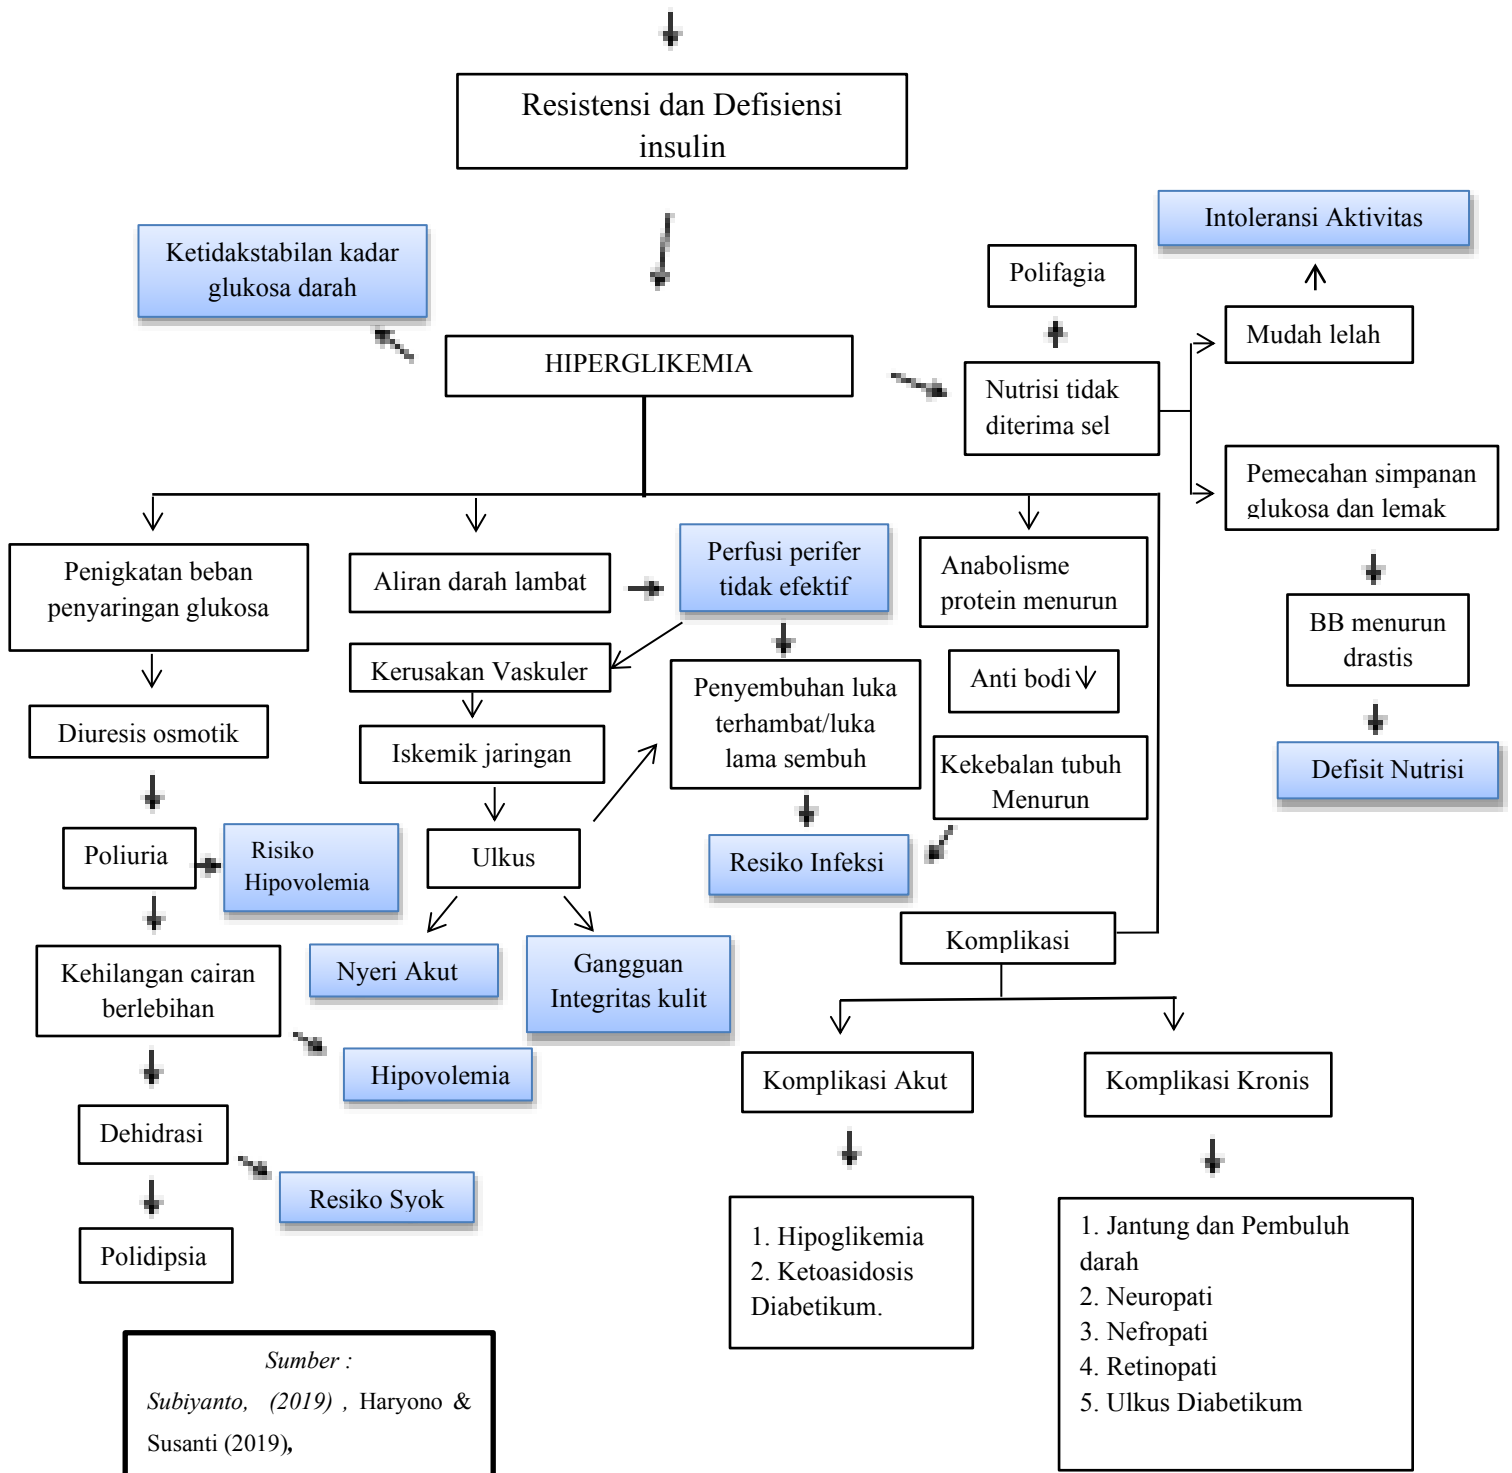 Resistensi dan Defisiensi
insulin
Ketidakstabilan kadar
glukosa darah
Intoleransi Aktivitas
Polifagia
Mudah lelah
HIPERGLIKEMIA
Nutrisi tidak
diterima sel
Pemecahan simpanan
glukosa dan lemak
Penigkatan beban
penyaringan glukosa
Aliran darah lambat
Perfusi perifer
tidak efektif
Anabolisme
protein menurun
BB menurun
drastis
Kerusakan Vaskuler
Penyembuhan luka
terhambat/luka
lama sembuh
Anti bodi
Diuresis osmotik
Iskemik jaringan
Kekebalan tubuh
Menurun
Defisit Nutrisi
Poliuria
Risiko
Hipovolemia
Ulkus
Resiko Infeksi
Komplikasi
Kehilangan cairan
berlebihan
Nyeri Akut
Gangguan
Integritas kulit
Hipovolemia
Komplikasi Akut
Komplikasi Kronis
Dehidrasi
Resiko Syok
Polidipsia
1. Hipoglikemia
2. Ketoasidosis
Diabetikum.
1. Jantung dan Pembuluh
darah
2. Neuropati
3. Nefropati
4. Retinopati
5. Ulkus Diabetikum
Sumber :
Subiyanto, (2019) , Haryono &
Susanti (2019),